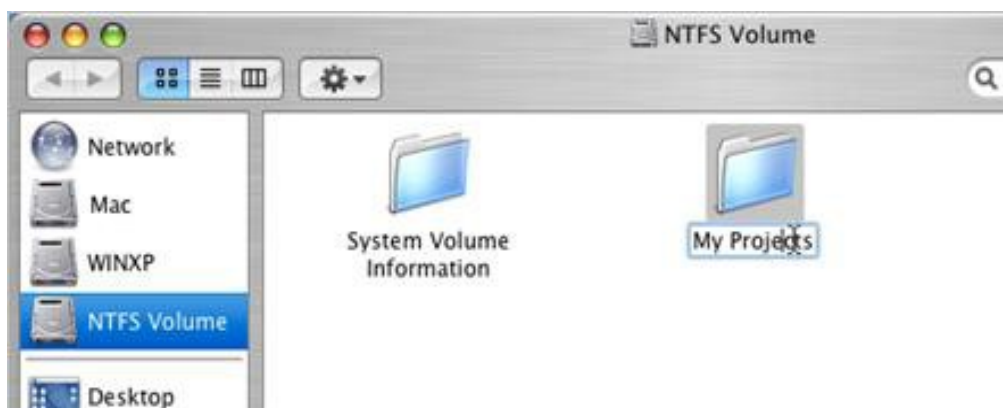 NTFS Volume
Network
Mac
WINXP
NTFS Volume
Desktop
System Volume
Information
My Projects